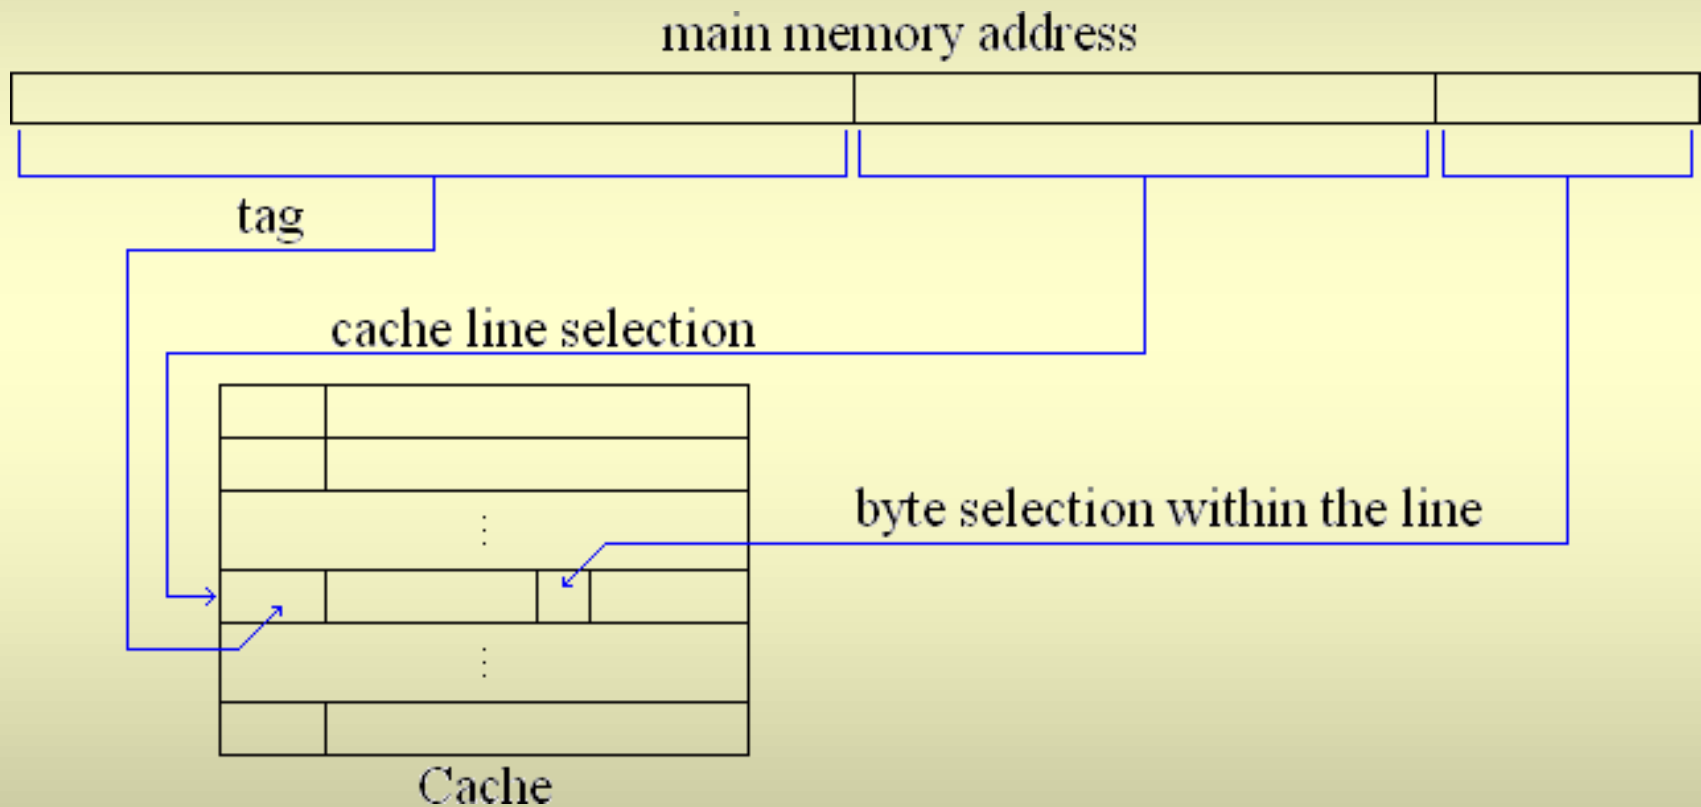 main memory address
tag
cache line selection
byte selection within the line
Cache